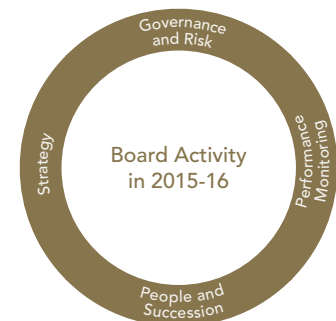 Governance
and Risk
Strategy
Board Activity
in 2015-16
Performance
Monitoring
People and
Succession